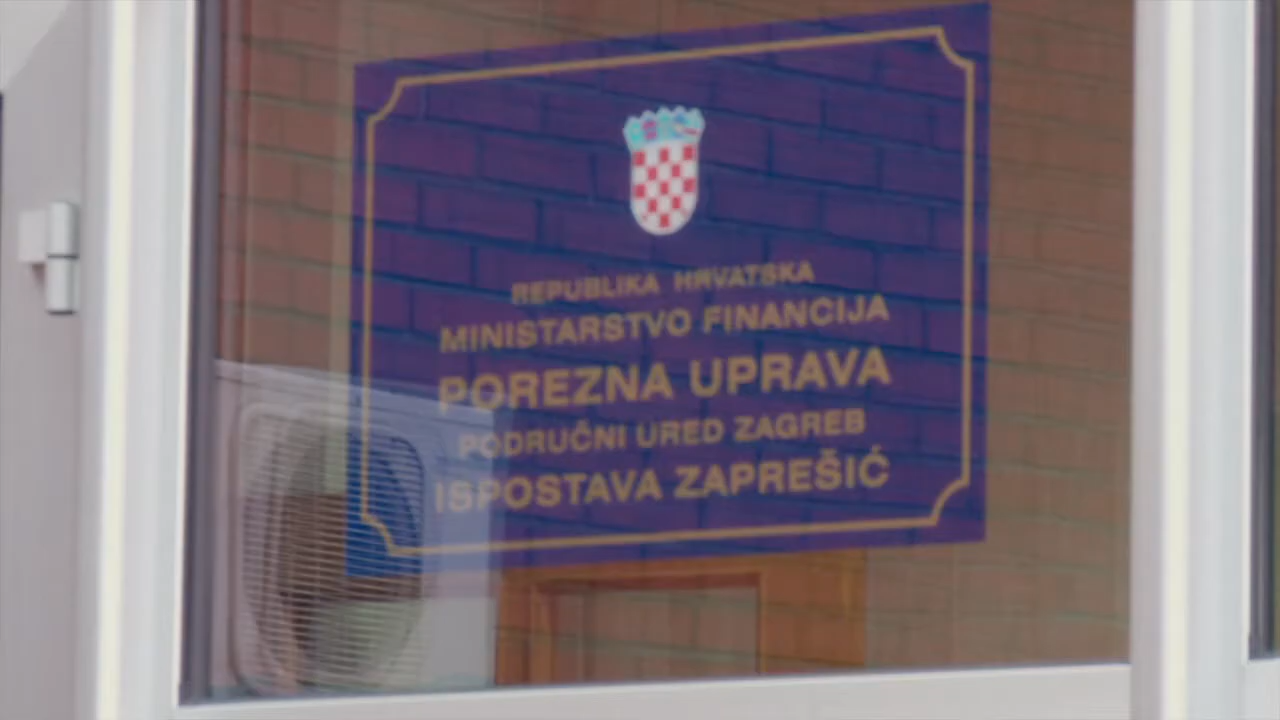 REPUBLIKA HRVATSKA
MINISTARSTVO FINANCIJA
POREZNA UPRAVA
PODRUČNI URED ZAGREB
ISPOSTAVA ZAPREŠIĆ